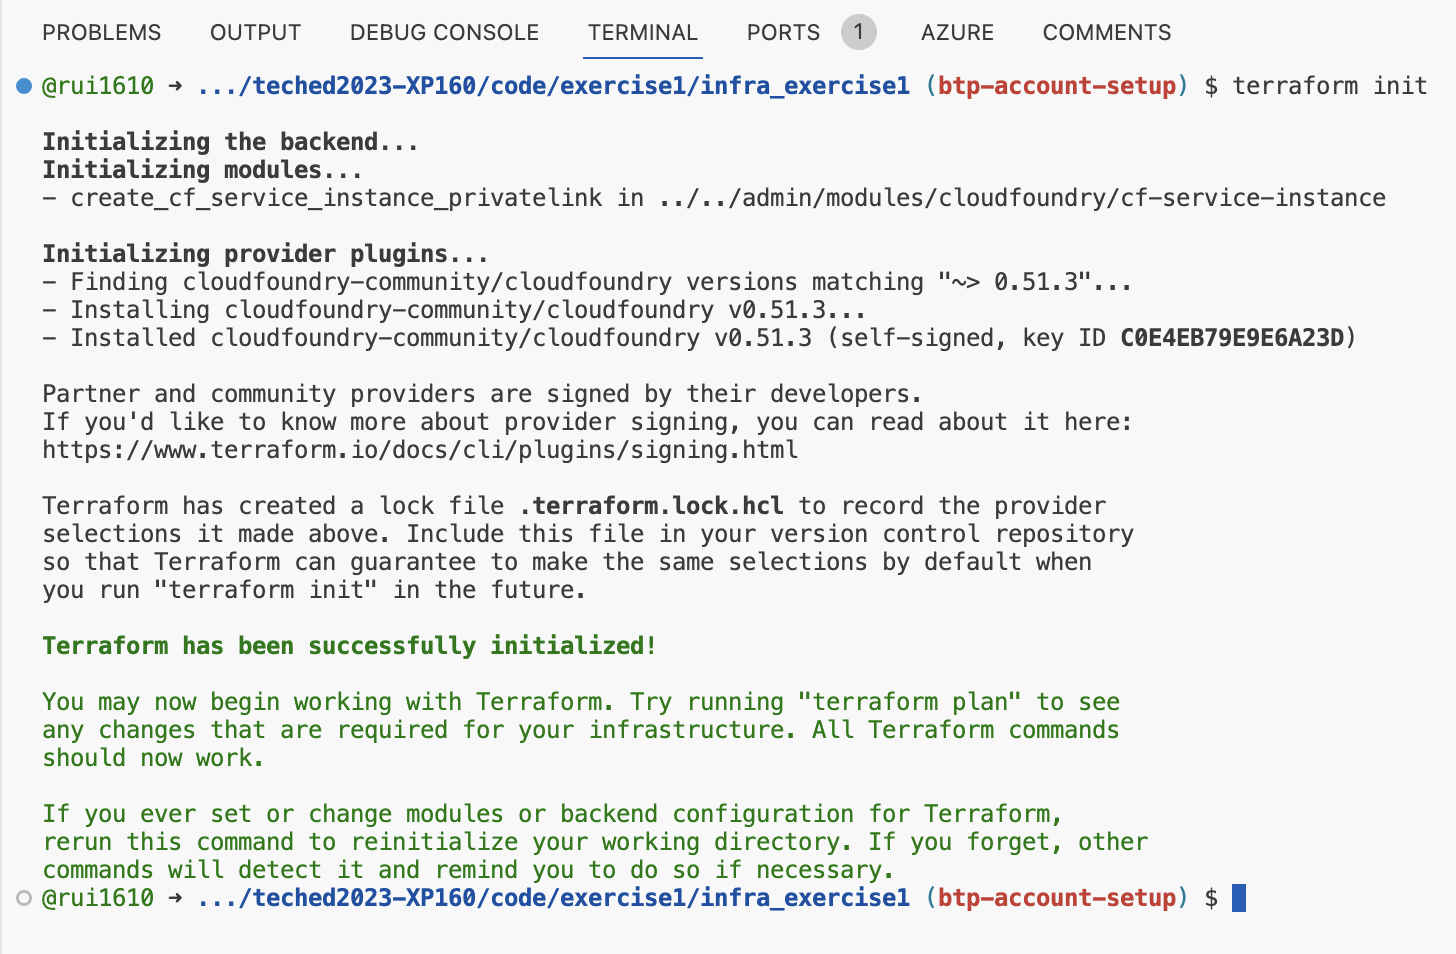 PROBLEMS OUTPUT DEBUG CONSOLE TERMINAL PORTS 1 AZURE COMMENTS
@rui1610 → .../teched2023-XP160/code/exercise1/infra_exercise1 (btp-account-setup) $ terraform init
Initializing the backend...
Initializing modules...
- create_cf_service_instance_privatelink in ../../admin/modules/cloudfoundry/cf-service-instance
Initializing provider plugins...
- Finding cloudfoundry-community/cloudfoundry versions matching "~> 0.51.3"...
- Installing cloudfoundry-community/cloudfoundry v0.51.3...
- Installed cloudfoundry-community/cloudfoundry v0.51.3 (self-signed, key ID C0E4EB79E9E6A23D)
Partner and community providers are signed by their developers.
If you'd like to know more about provider signing, you can read about it here:
https://www.terraform.io/docs/cli/plugins/signing.html
Terraform has created a lock file .terraform.lock.hcl to record the provider
selections it made above. Include this file in your version control repository
so that Terraform can guarantee to make the same selections by default when
you run "terraform init" in the future.
Terraform has been successfully initialized!
You may now begin working with Terraform. Try running "terraform plan" to see
any changes that are required for your infrastructure. All Terraform commands
should now work.
If you ever set or change modules or backend configuration for Terraform,
rerun this command to reinitialize your working directory. If you forget, other
commands will detect it and remind you to do so if necessary.
@rui1610 → .../teched2023-XP160/code/exercise1/infra_exercise1 (btp-account-setup) $